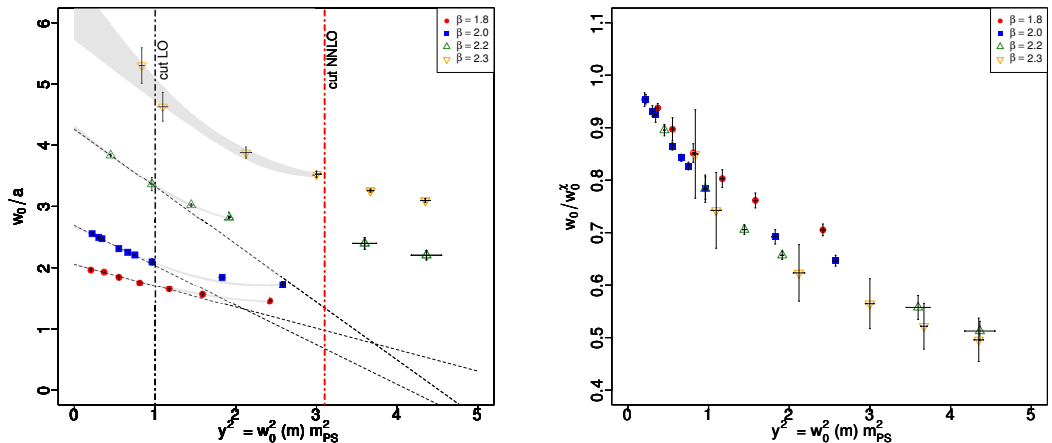 w₀/a
6
5
4
3
2
1
0
cut LO
cut NNLO
β = 1.8
β = 2.0
β = 2.2
β = 2.3
0 1 2 3 4 5
y² = w₀² (m) m²PS
w₀/w₀^χ
1.1
1.0
0.9
0.8
0.7
0.6
0.5
0.4
β = 1.8
β = 2.0
β = 2.2
β = 2.3
0 1 2 3 4 5
y² = w₀² (m) m²PS